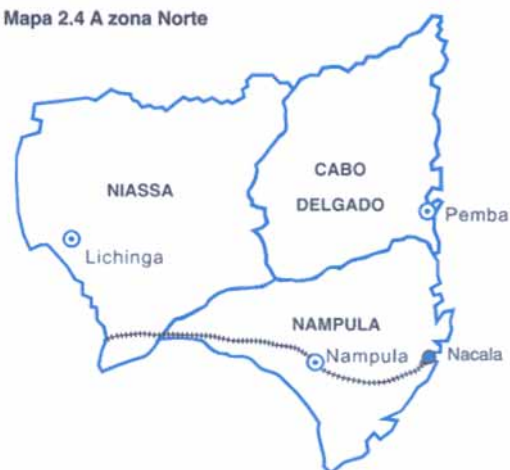 Mapa 2.4 A zona Norte
CABO
DELGADO
NIASSA
Pemba
Lichinga
NAMPULA
Nampula
Nacala